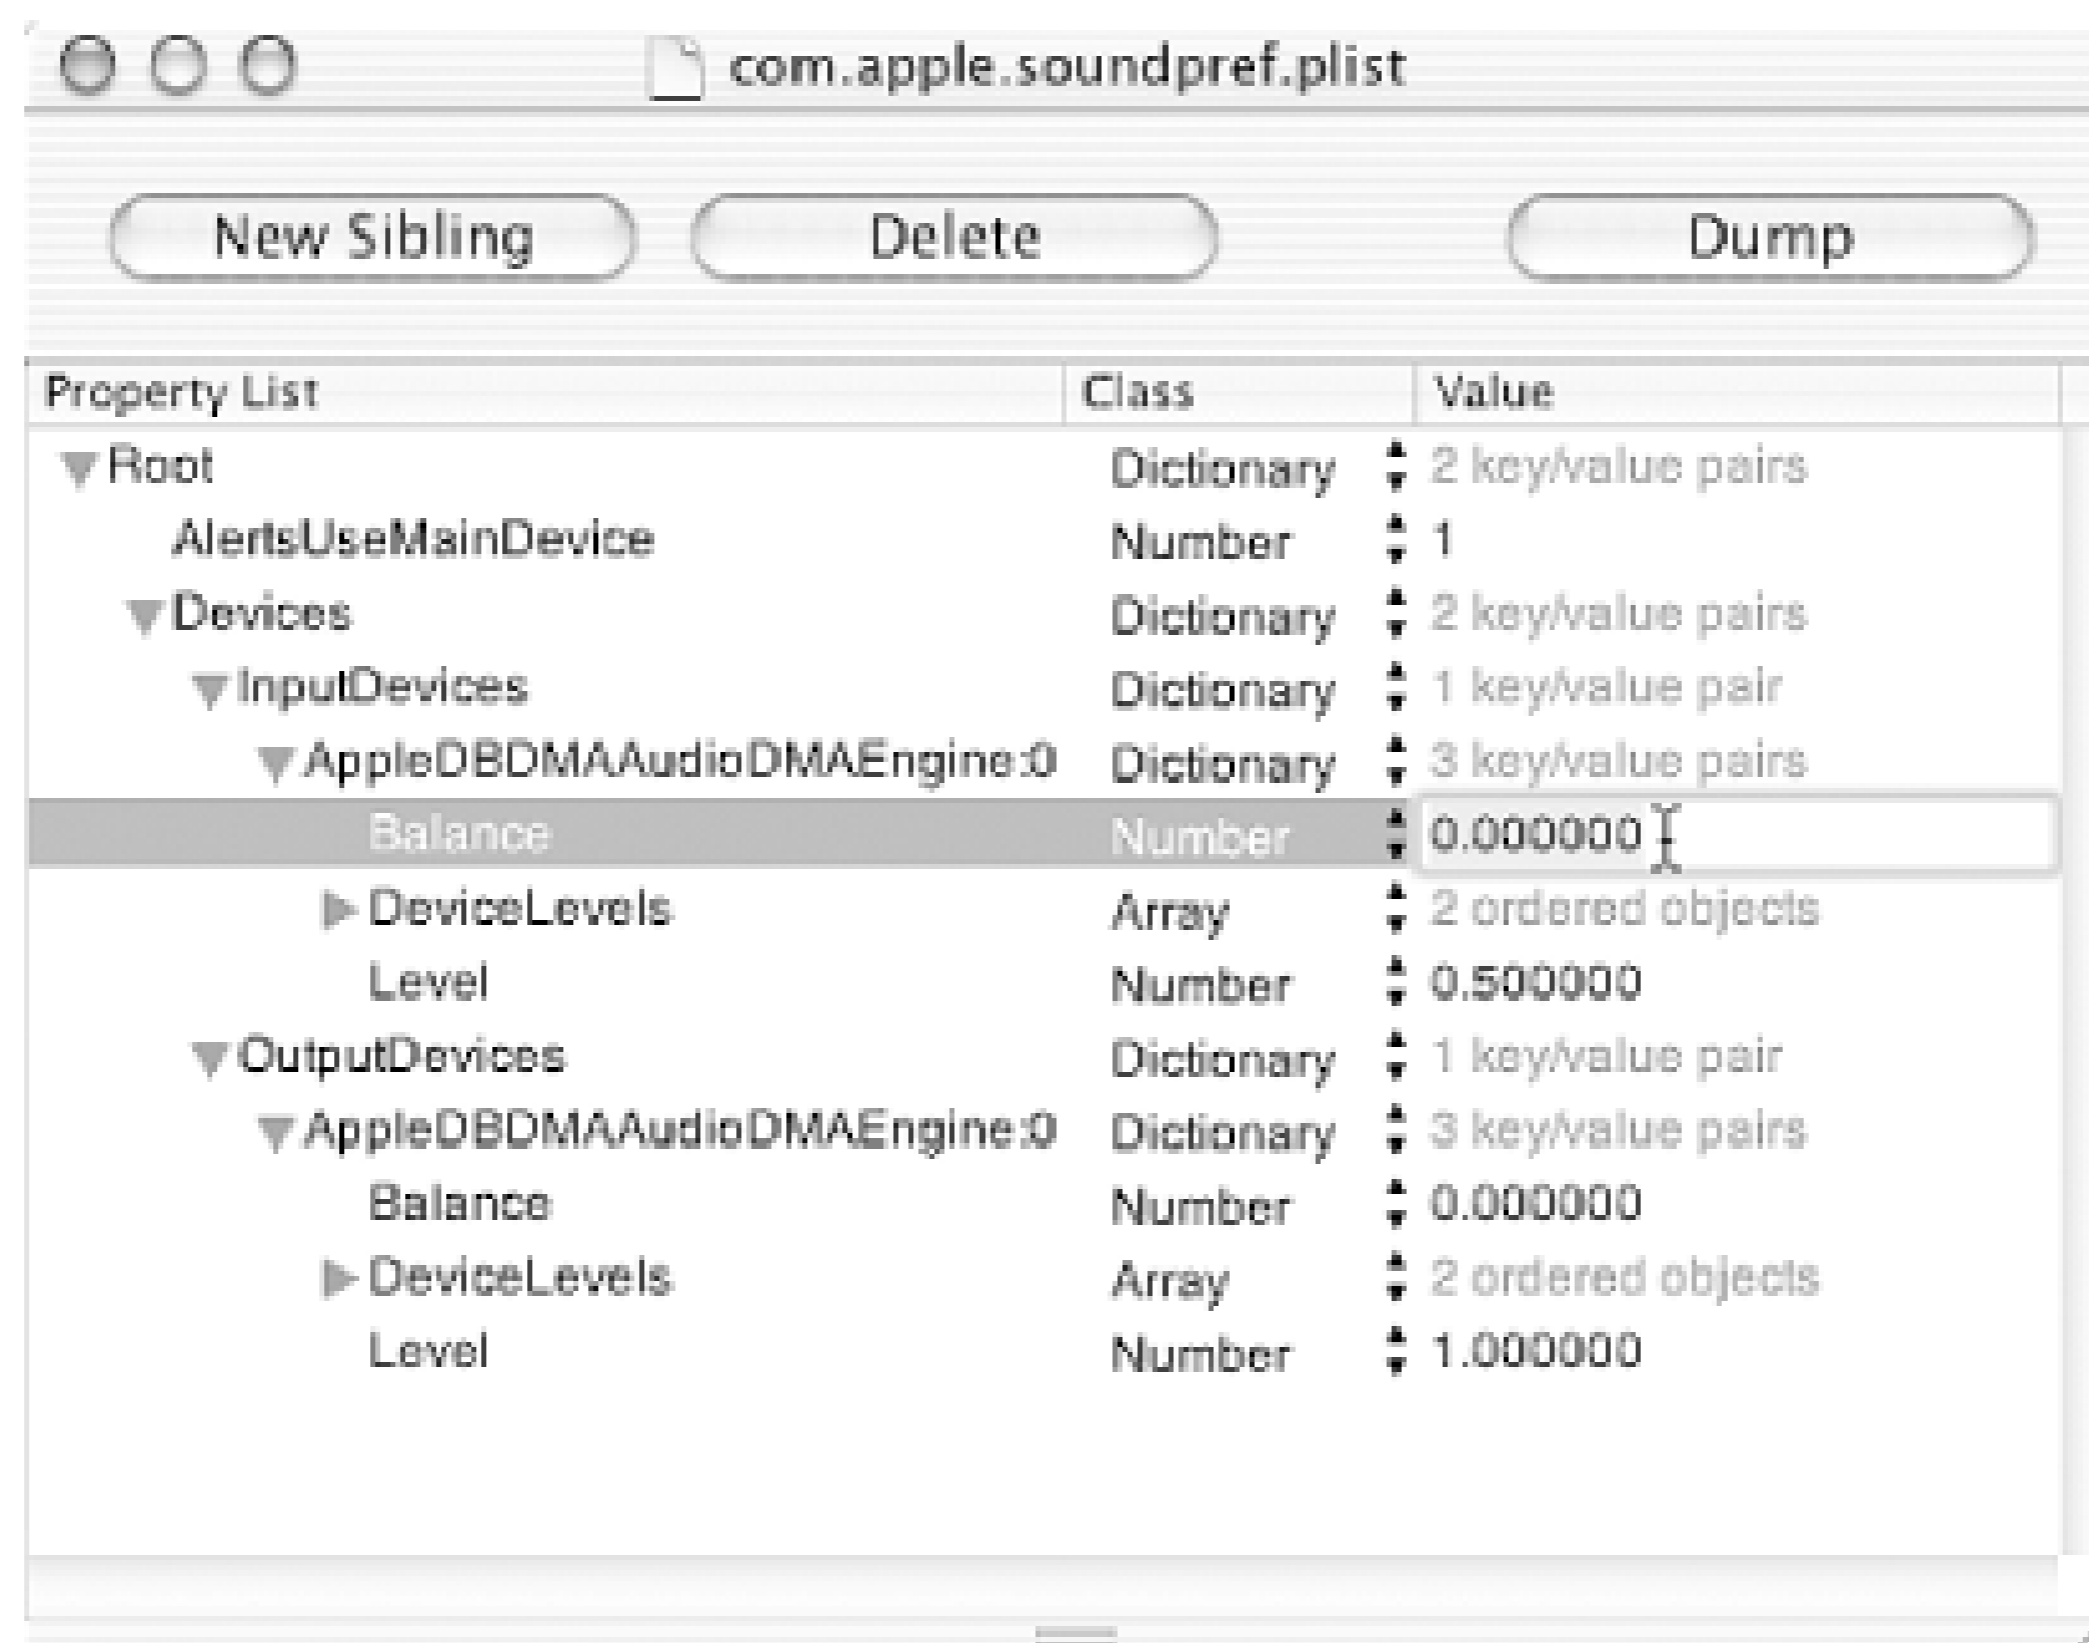 com.apple.soundpref.plist
New Sibling Delete Dump
Property List Class Value
Root Dictionary 2 key/value pairs
AlertsUseMainDevice Number 1
Devices Dictionary 2 key/value pairs
InputDevices Dictionary 1 key/value pair
AppleDBDMAAudioDMAEngine:0 Dictionary 3 key/value pairs
Balance Number 0.000000
DeviceLevels Array 2 ordered objects
Level Number 0.500000
OutputDevices Dictionary 1 key/value pair
AppleDBDMAAudioDMAEngine:0 Dictionary 3 key/value pairs
Balance Number 0.000000
DeviceLevels Array 2 ordered objects
Level Number 1.000000